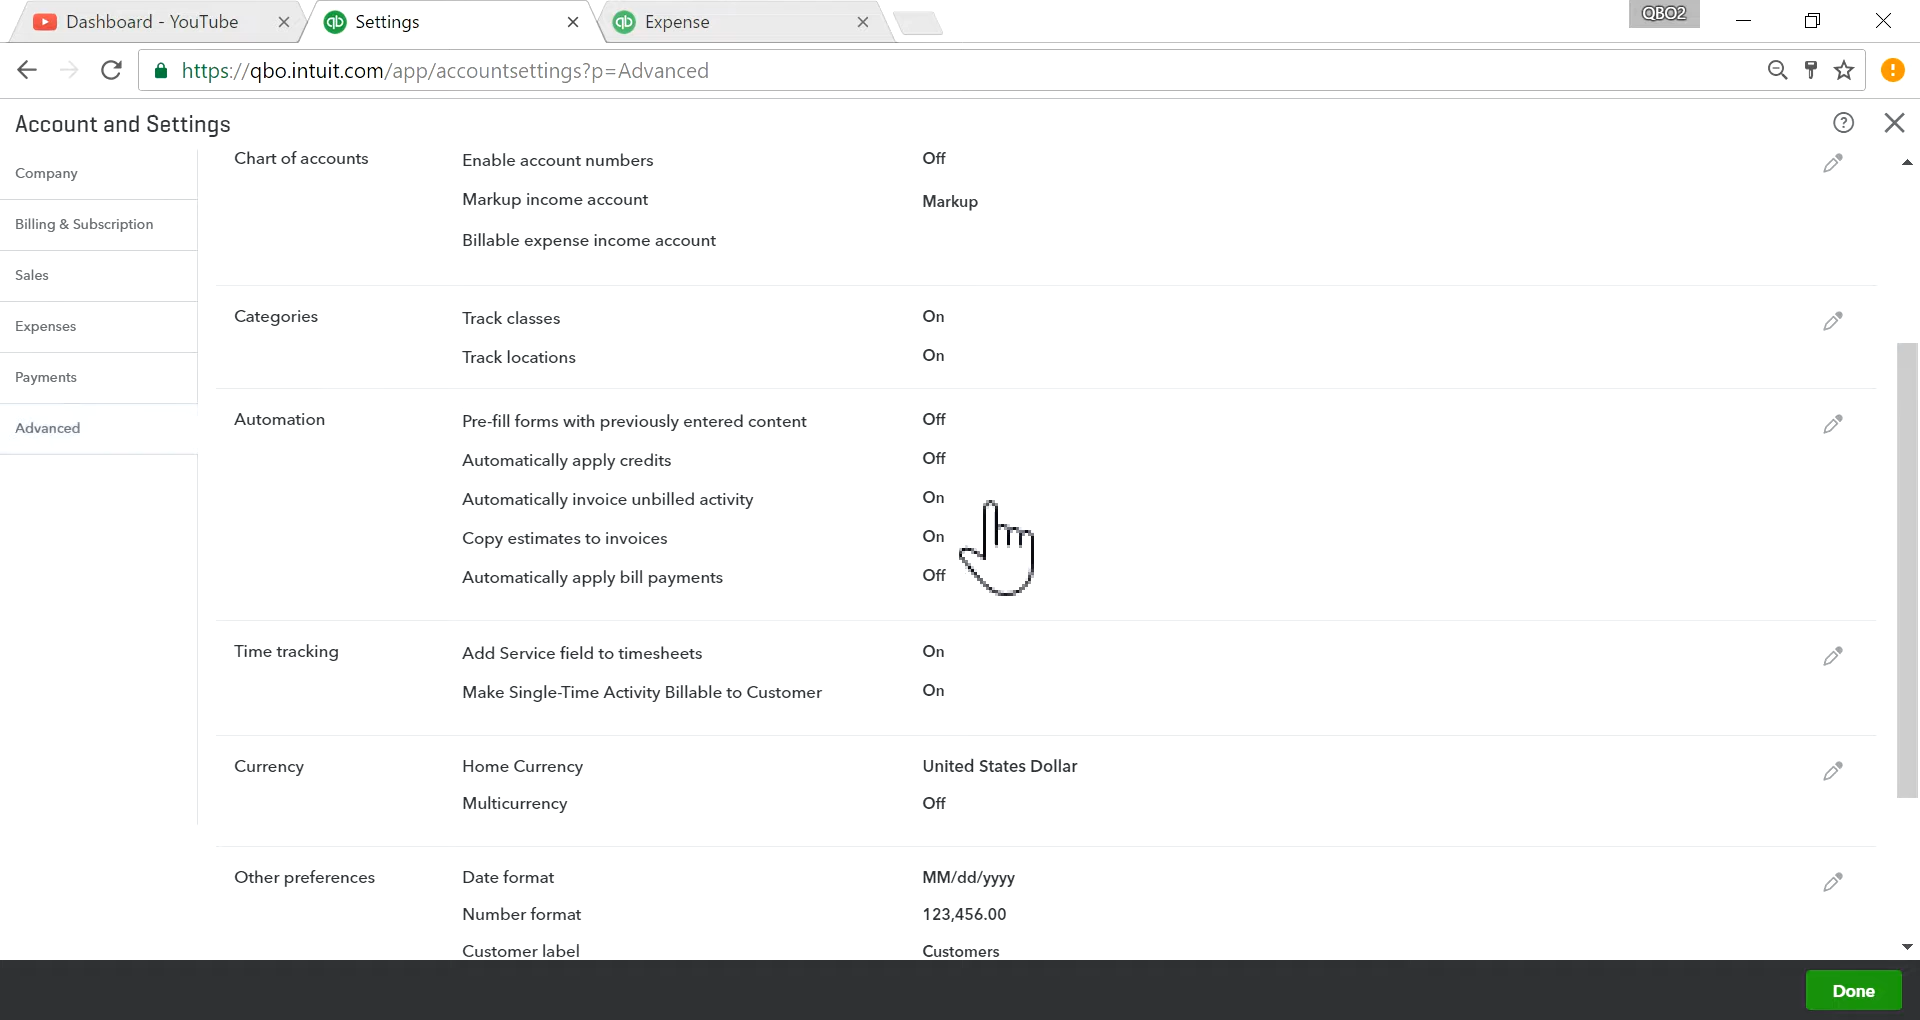 Dashboard - YouTube
qb Settings
qb Expense
QBO2
https://qbo.intuit.com/app/accountsettings?p=Advanced
Account and Settings
Company
Billing & Subscription
Sales
Expenses
Payments
Advanced
Chart of accounts Enable account numbers Off
Markup income account Markup
Billable expense income account
Categories Track classes On
Track locations On
Automation Pre-fill forms with previously entered content Off
Automatically apply credits Off
Automatically invoice unbilled activity On
Copy estimates to invoices On
Automatically apply bill payments Off
Time tracking Add Service field to timesheets On
Make Single-Time Activity Billable to Customer On
Currency Home Currency United States Dollar
Multicurrency Off
Other preferences Date format MM/dd/yyyy
Number format 123,456.00
Customer label Customers
Done